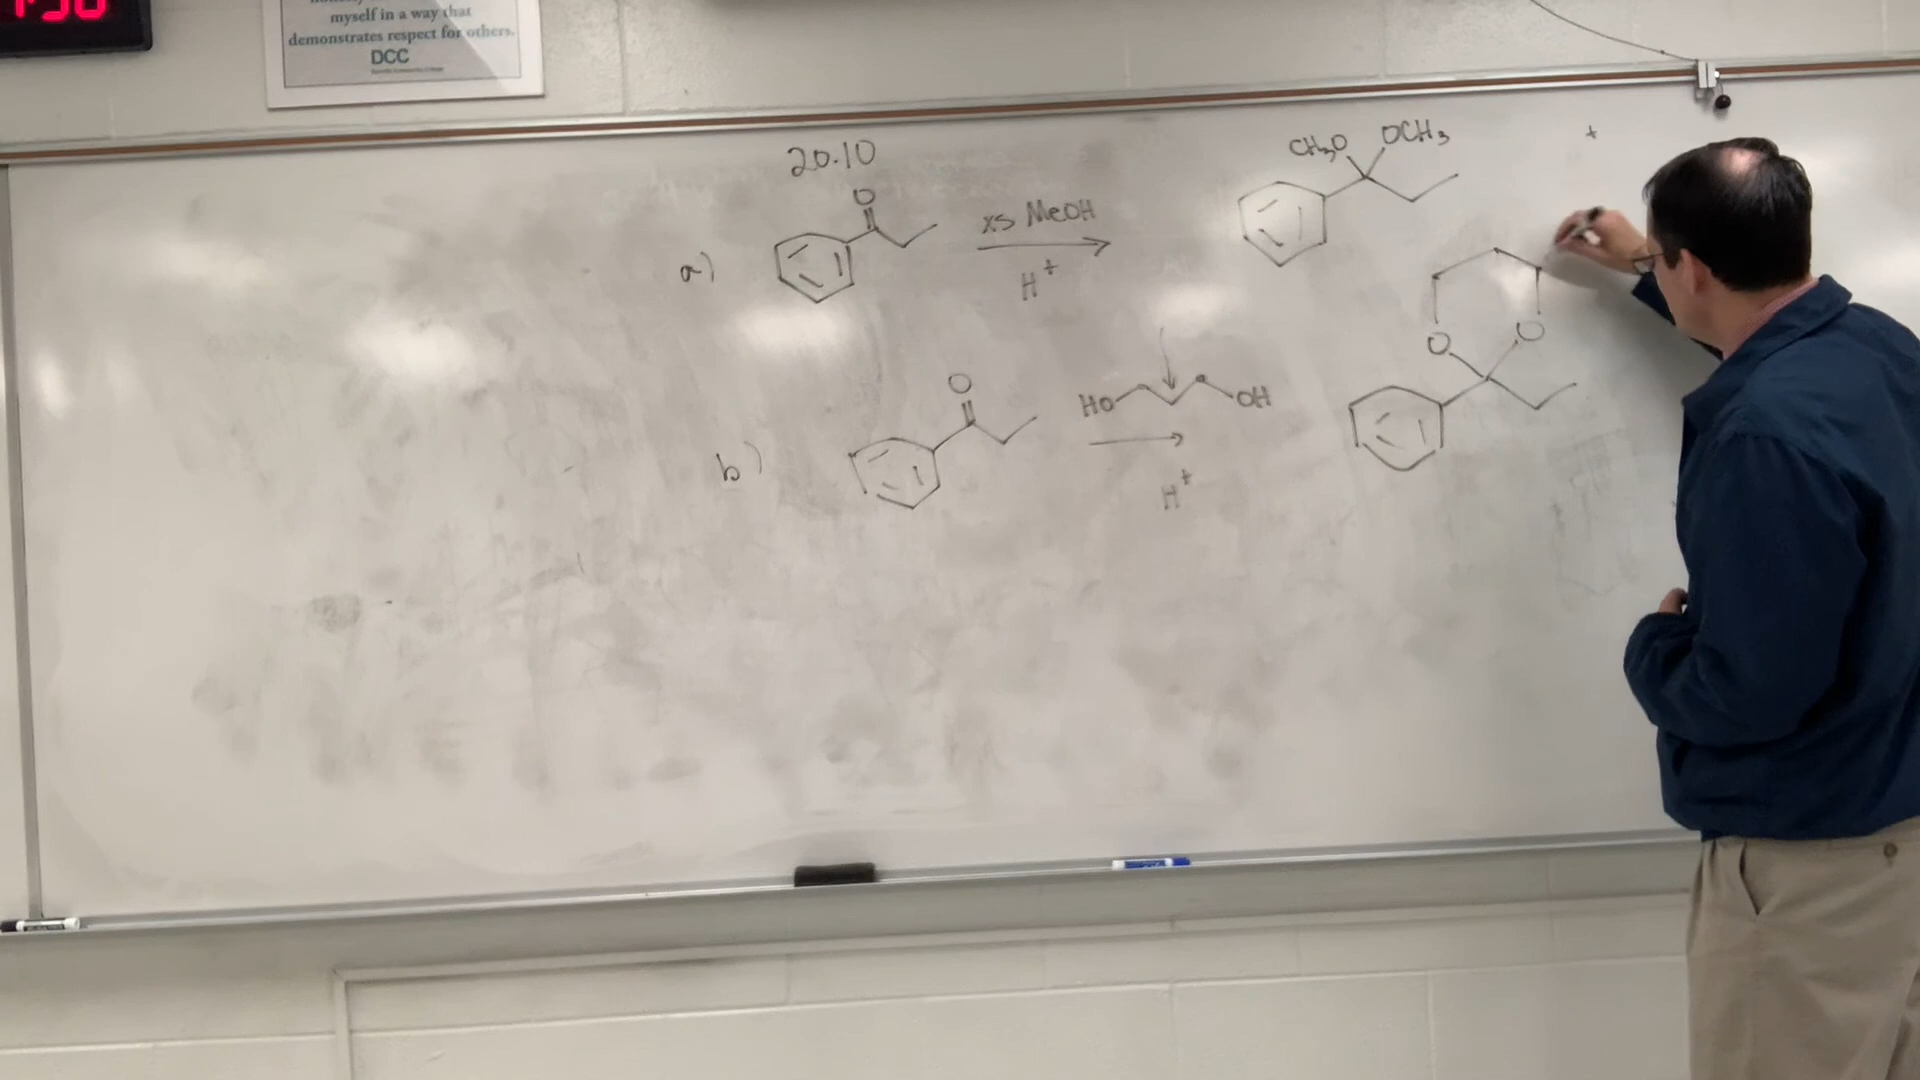 myself in a way that
demonstrates respect for others.
DCC
20.10
a)
O
xs MeOH
H+
CH3O
OCH3
+
b)
O
HO
OH
H+
O
O